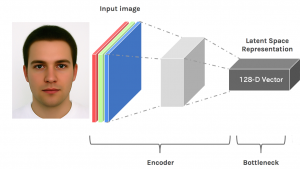 Input image
Latent Space
Representation
128-D Vector
Encoder
Bottleneck